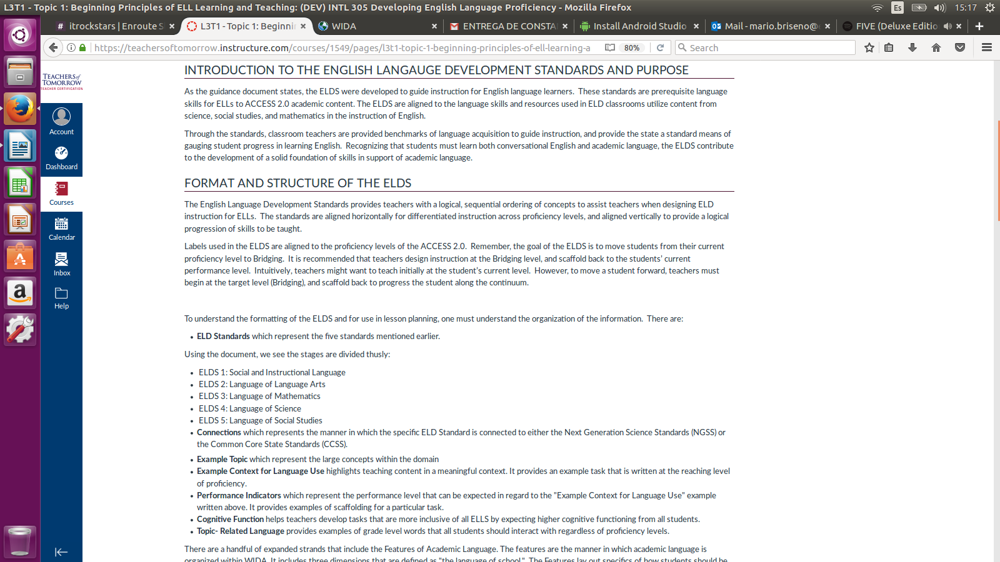 L3T1 - Topic 1: Beginning Principles of ELL Learning and Teaching: (DEV) INTL 305 Developing English Language Proficiency - Mozilla Firefox
Es
15:17
# itrockstars | Enroute S
L3T1 - Topic 1: Beginnin
WIDA
ENTREGA DE CONSTA
Install Android Studio
Mail - mario.briseno@
FIVE (Deluxe Editio
https://teachersoftomorrow.instructure.com/courses/1549/pages/l3t1-topic-1-beginning-principles-of-ell-learning-a
80%
Search
TEACHERS of
TOMORROW
TEACHER CERTIFICATION
Account
Dashboard
Courses
Calendar
Inbox
Help
INTRODUCTION TO THE ENGLISH LANGAUGE DEVELOPMENT STANDARDS AND PURPOSE
As the guidance document states, the ELDS were developed to guide instruction for English language learners. These standards are prerequisite language
skills for ELLs to ACCESS 2.0 academic content. The ELDS are aligned to the language skills and resources used in ELD classrooms utilize content from
science, social studies, and mathematics in the instruction of English.
Through the standards, classroom teachers are provided benchmarks of language acquisition to guide instruction, and provide the state a standard means of
gauging student progress in learning English. Recognizing that students must learn both conversational English and academic language, the ELDS contribute
to the development of a solid foundation of skills in support of academic language.
FORMAT AND STRUCTURE OF THE ELDS
The English Language Development Standards provides teachers with a logical, sequential ordering of concepts to assist teachers when designing ELD
instruction for ELLs. The standards are aligned horizontally for differentiated instruction across proficiency levels, and aligned vertically to provide a logical
progression of skills to be taught.
Labels used in the ELDS are aligned to the proficiency levels of the ACCESS 2.0. Remember, the goal of the ELDS is to move students from their current
proficiency level to Bridging. It is recommended that teachers design instruction at the Bridging level, and scaffold back to the students' current
performance level. Intuitively, teachers might want to teach initially at the student's current level. However, to move a student forward, teachers must
begin at the target level (Bridging), and scaffold back to progress the student along the continuum.
To understand the formatting of the ELDS and for use in lesson planning, one must understand the organization of the information. There are:
• ELD Standards which represent the five standards mentioned earlier.
Using the document, we see the stages are divided thusly:
• ELDS 1: Social and Instructional Language
• ELDS 2: Language of Language Arts
• ELDS 3: Language of Mathematics
• ELDS 4: Language of Science
• ELDS 5: Language of Social Studies
• Connections which represents the manner in which the specific ELD Standard is connected to either the Next Generation Science Standards (NGSS) or
the Common Core State Standards (CCSS).
• Example Topic which represent the large concepts within the domain
• Example Context for Language Use highlights teaching content in a meaningful context. It provides an example task that is written at the reaching level
of proficiency.
• Performance Indicators which represent the performance level that can be expected in regard to the "Example Context for Language Use" example
written above. It provides examples of scaffolding for a particular task.
• Cognitive Function helps teachers develop tasks that are more inclusive of all ELLS by expecting higher cognitive functioning from all students.
• Topic- Related Language provides examples of grade level words that all students should interact with regardless of proficiency levels.
There are a handful of expanded strands that include the Features of Academic Language. The features are the manner in which academic language is
organized within WIDA. It includes three dimensions that are defined as "the language of school." The Features lay out specifics of how students should be